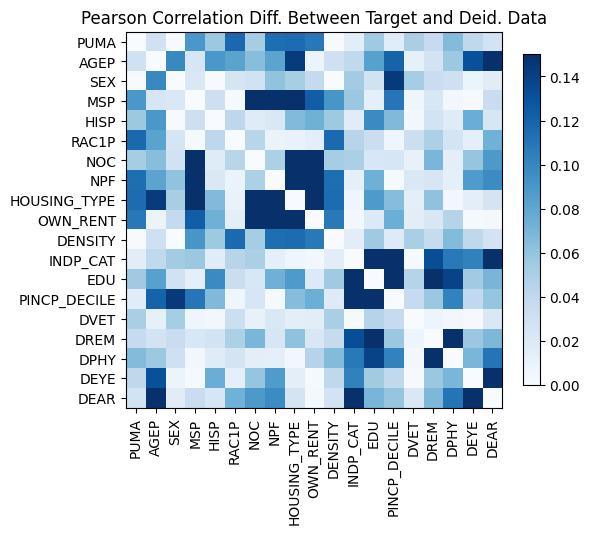 Pearson Correlation Diff. Between Target and Deid. Data
PUMA
AGEP
SEX
MSP
HISP
RAC1P
NOC
NPF
HOUSING_TYPE
OWN_RENT
DENSITY
INDP_CAT
EDU
PINCP_DECILE
DVET
DREM
DPHY
DEYE
DEAR
PUMA
AGEP
SEX
MSP
HISP
RAC1P
NOC
NPF
HOUSING_TYPE
OWN_RENT
DENSITY
INDP_CAT
EDU
PINCP_DECILE
DVET
DREM
DPHY
DEYE
DEAR
0.14
0.12
0.10
0.08
0.06
0.04
0.02
0.00